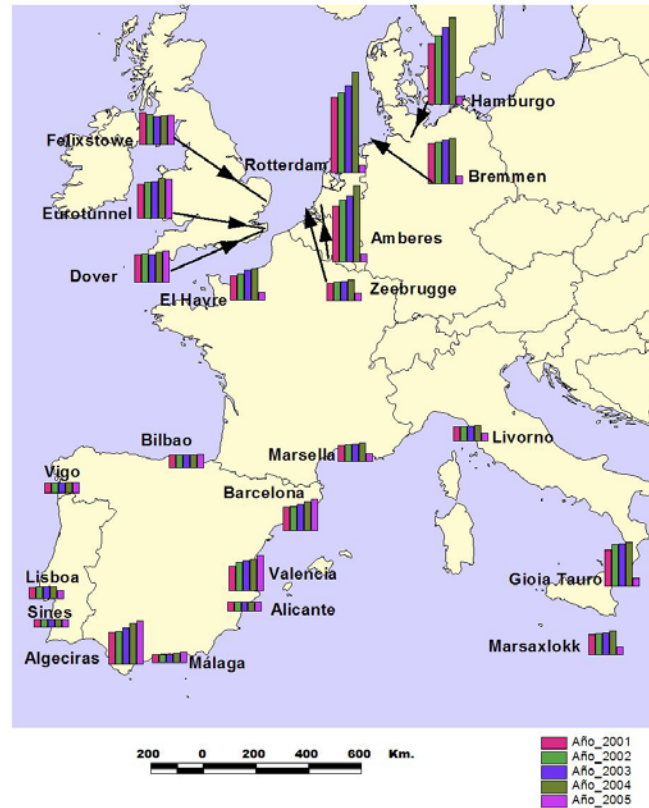 Hamburgo
Felixstowe
Rotterdam
Bremmen
Eurotunnel
Amberes
Dover
Zeebrugge
El Havre
Bilbao
Livorno
Marsella
Vigo
Barcelona
Lisboa
Valencia
Gioia Tauro
Sines
Alicante
Algeciras
Málaga
Marsaxlokk
200 0 200 400 600 Km.
Año_2001
Año_2002
Año_2003
Año_2004
Año_2005